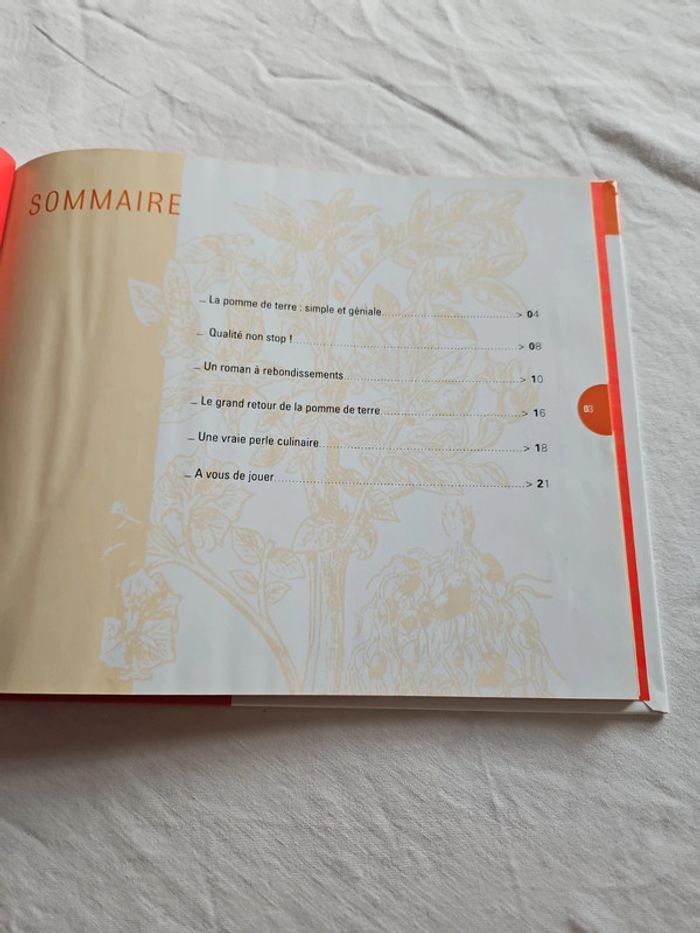 SOMMAIRE
– La pomme de terre : simple et géniale > 04
– Qualité non stop ! > 08
– Un roman à rebondissements > 10
– Le grand retour de la pomme de terre > 16
03
– Une vraie perle culinaire > 18
– A vous de jouer > 21